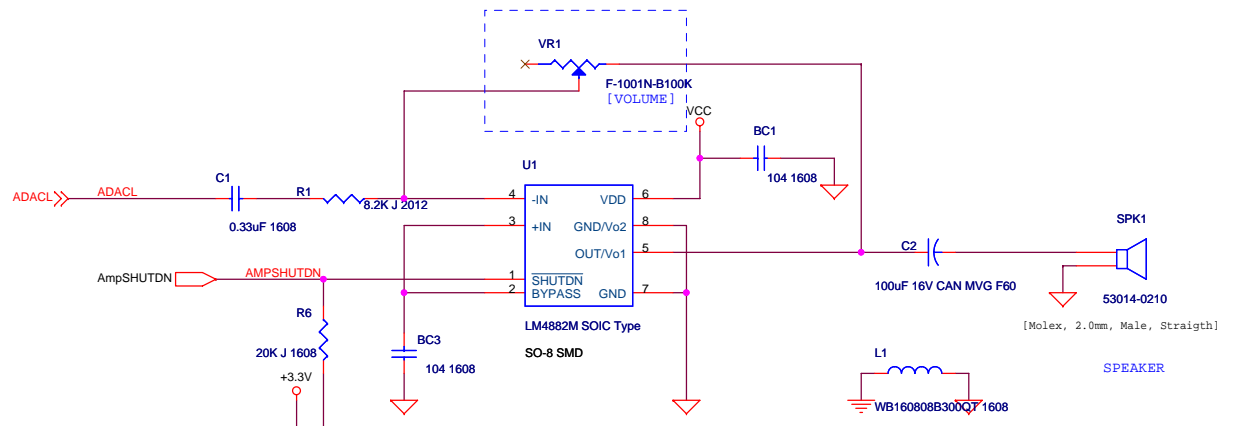 VR1
F-1001N-B100K
[VOLUME]
VCC
BC1
104 1608
U1
C1
0.33uF 1608
R1
8.2K J 2012
ADACL
ADACL
4
-IN
VDD
6
3
+IN
GND/Vo2
8
OUT/Vo1
5
1
SHUTDN
2
BYPASS
GND
7
LM4882M SOIC Type
SO-8 SMD
AmpSHUTDN
AMPSHUTDN
R6
20K J 1608
+3.3V
BC3
104 1608
C2
100uF 16V CAN MVG F60
SPK1
53014-0210
[Molex, 2.0mm, Male, Straigth]
SPEAKER
L1
WB160808B300QT 1608